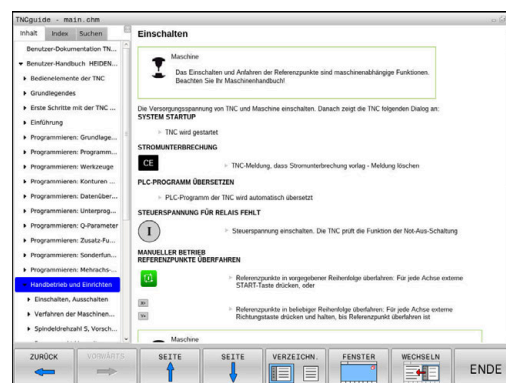 TNCguide - main.chm
Inhalt Index Suchen
Benutzer-Dokumentation TN...
Benutzer-Handbuch HEIDEN...
Bedienelemente der TNC
Grundlegendes
Erste Schritte mit der TNC ...
Einführung
Programmieren: Grundlage...
Programmieren: Programm...
Programmieren: Werkzeuge
Programmieren: Konturen ...
Programmieren: Datenüber...
Programmieren: Unterprog...
Programmieren: Q-Parameter
Programmieren: Zusatz-Fu...
Programmieren: Sonderfun...
Programmieren: Mehrachs-...
Handbetrieb und Einrichten
Einschalten, Ausschalten
Verfahren der Maschinen...
Spindeldrehzahl S, Vorsch...
Einschalten
Maschine
Das Einschalten und Anfahren der Referenzpunkte sind maschinenabhängige Funktionen.
Beachten Sie Ihr Maschinenhandbuch!
Die Versorgungsspannung von TNC und Maschine einschalten. Danach zeigt die TNC folgenden Dialog an:
SYSTEM STARTUP
TNC wird gestartet
STROMUNTERBRECHUNG
CE
TNC-Meldung, dass Stromunterbrechung vorlag - Meldung löschen
PLC-PROGRAMM ÜBERSETZEN
PLC-Programm der TNC wird automatisch übersetzt
STEUERSPANNUNG FÜR RELAIS FEHLT
I
Steuerspannung einschalten. Die TNC prüft die Funktion der Not-Aus-Schaltung
MANUELLER BETRIEB
REFERENZPUNKTE ÜBERFAHREN
Referenzpunkte in vorgegebener Reihenfolge überfahren: Für jede Achse externe
START-Taste drücken, oder
Referenzpunkte in beliebiger Reihenfolge überfahren: Für jede Achse externe
Richtungstaste drücken und halten, bis Referenzpunkt überfahren ist
Maschine
ZURÜCK VORWÄRTS SEITE SEITE VERZEICHN. FENSTER WECHSELN ENDE